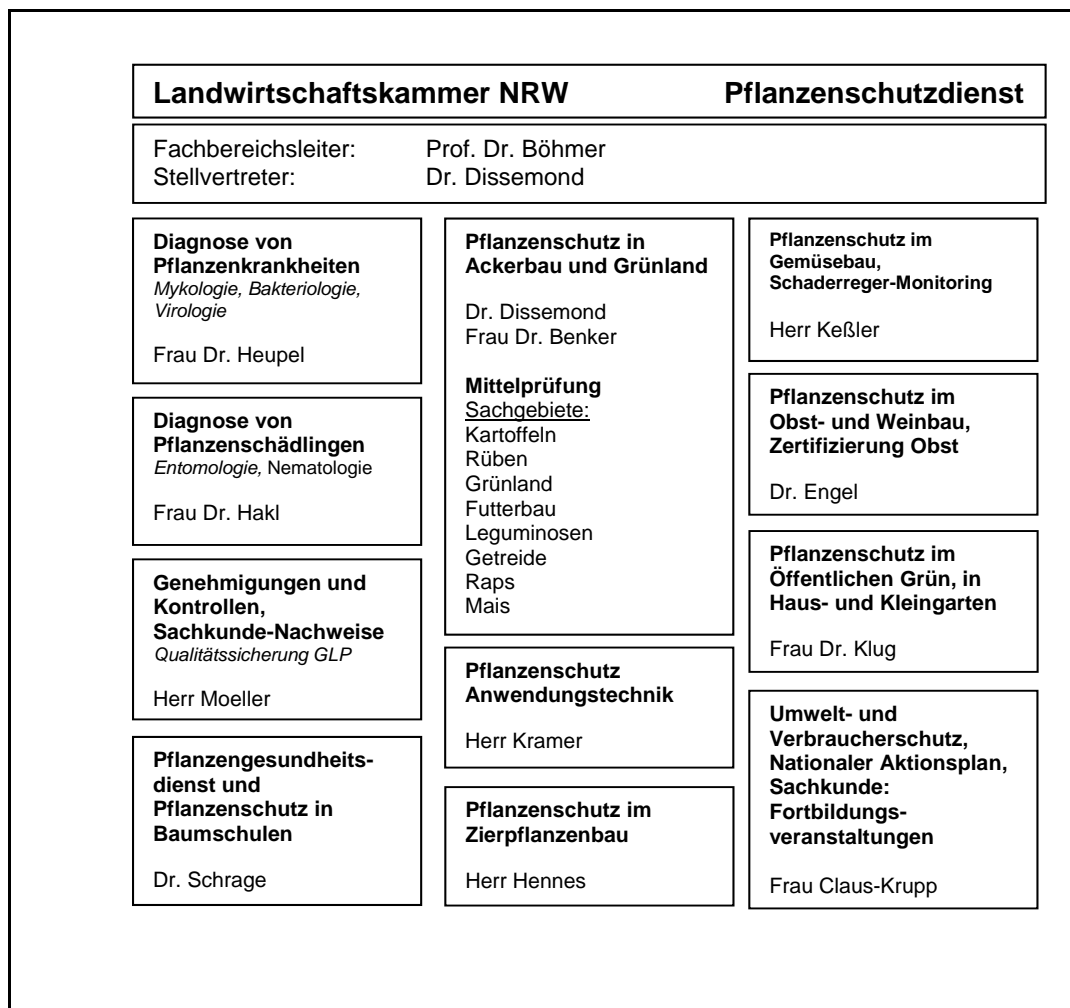 Landwirtschaftskammer NRW Pflanzenschutzdienst
Fachbereichsleiter: Prof. Dr. Böhmer
Stellvertreter: Dr. Dissemond
Diagnose von
Pflanzenkrankheiten
Mykologie, Bakteriologie,
Virologie
Frau Dr. Heupel
Diagnose von
Pflanzenschädlingen
Entomologie, Nematologie
Frau Dr. Hakl
Genehmigungen und
Kontrollen,
Sachkunde-Nachweise
Qualitätssicherung GLP
Herr Moeller
Pflanzengesundheits-
dienst und
Pflanzenschutz in
Baumschulen
Dr. Schrage
Pflanzenschutz in
Ackerbau und Grünland
Dr. Dissemond
Frau Dr. Benker
Mittelprüfung
Sachgebiete:
Kartoffeln
Rüben
Grünland
Futterbau
Leguminosen
Getreide
Raps
Mais
Pflanzenschutz
Anwendungstechnik
Herr Kramer
Pflanzenschutz im
Zierpflanzenbau
Herr Hennes
Pflanzenschutz im
Gemüsebau,
Schaderreger-Monitoring
Herr Keßler
Pflanzenschutz im
Obst- und Weinbau,
Zertifizierung Obst
Dr. Engel
Pflanzenschutz im
Öffentlichen Grün, in
Haus- und Kleingarten
Frau Dr. Klug
Umwelt- und
Verbraucherschutz,
Nationaler Aktionsplan,
Sachkunde:
Fortbildungs-
veranstaltungen
Frau Claus-Krupp